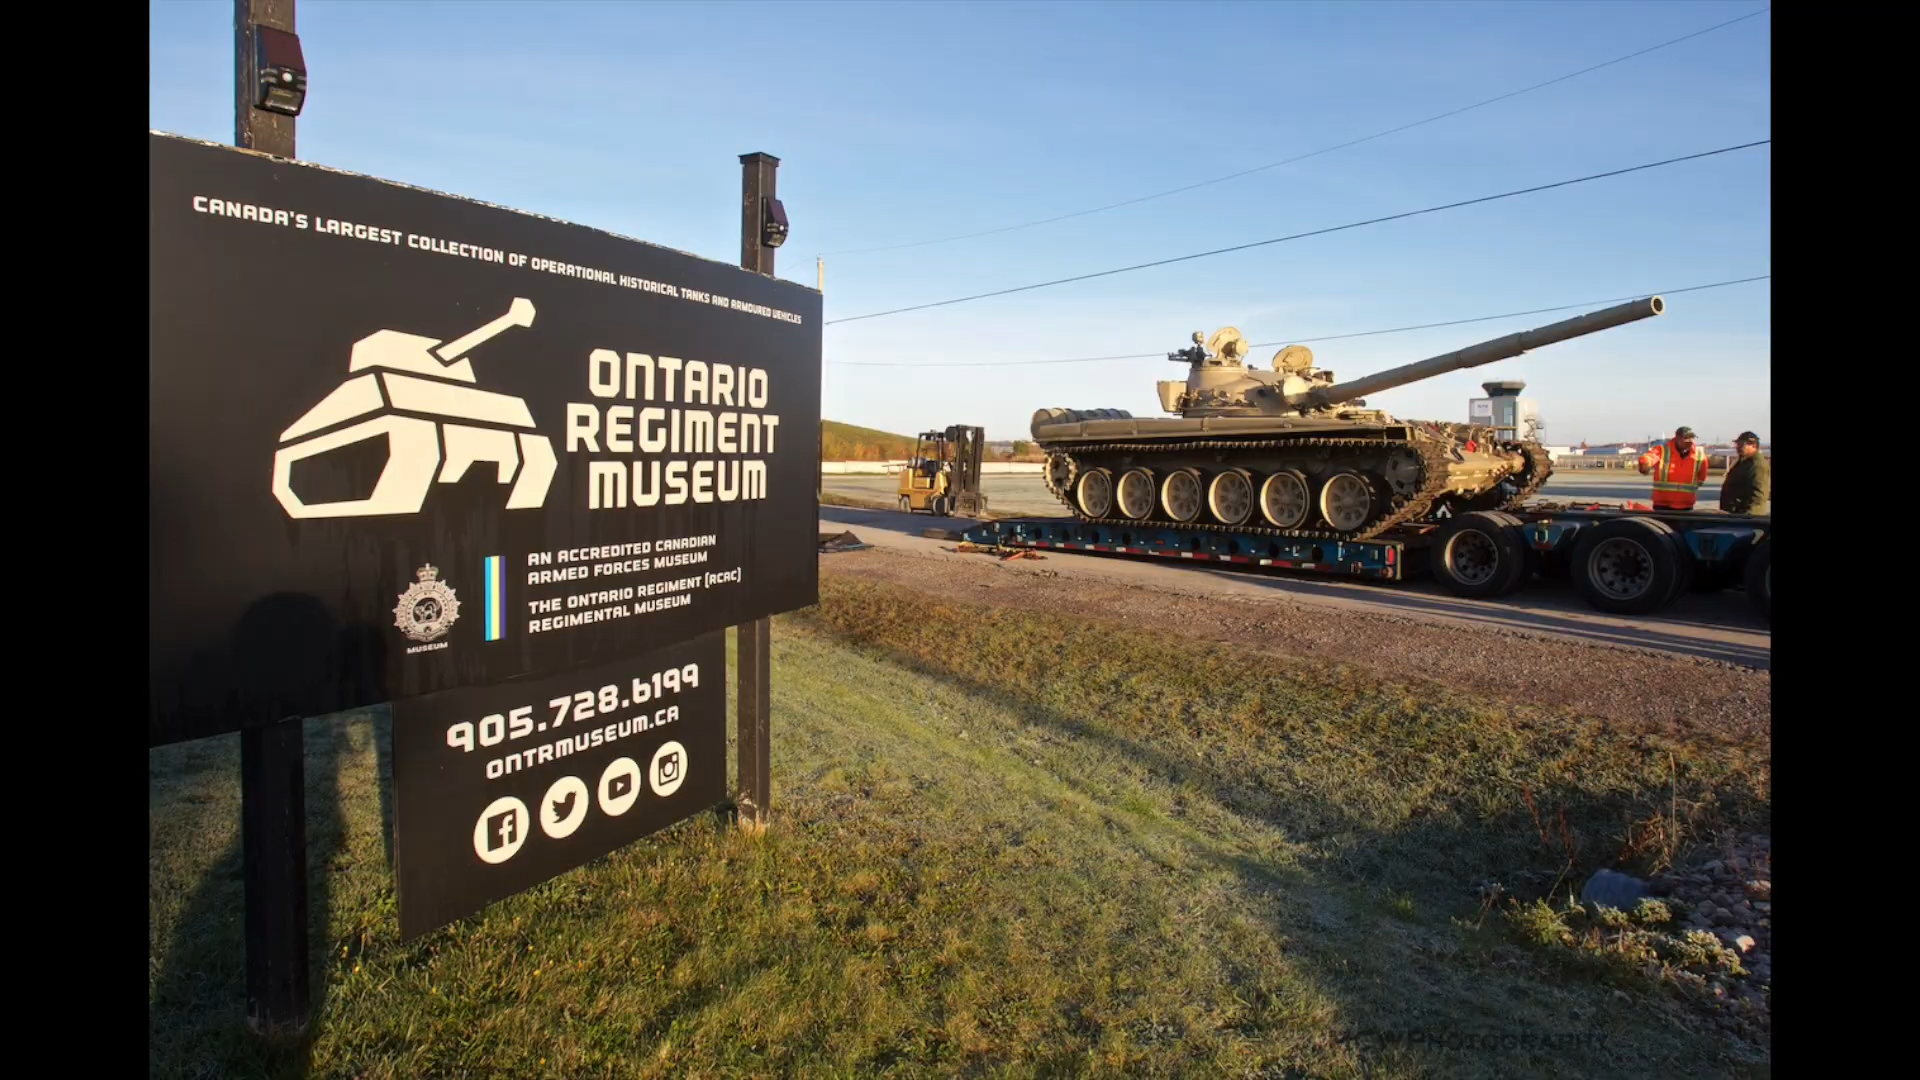 CANADA'S LARGEST COLLECTION OF OPERATIONAL HISTORICAL TANKS AND ARMOURED VEHICLES
ONTARIO
REGIMENT
MUSEUM
AN ACCREDITED CANADIAN
ARMED FORCES MUSEUM
THE ONTARIO REGIMENT (RCAC)
REGIMENTAL MUSEUM
MUSEUM
905.728.6199
ONTRMUSEUM.CA
PHOTOGRAPHY